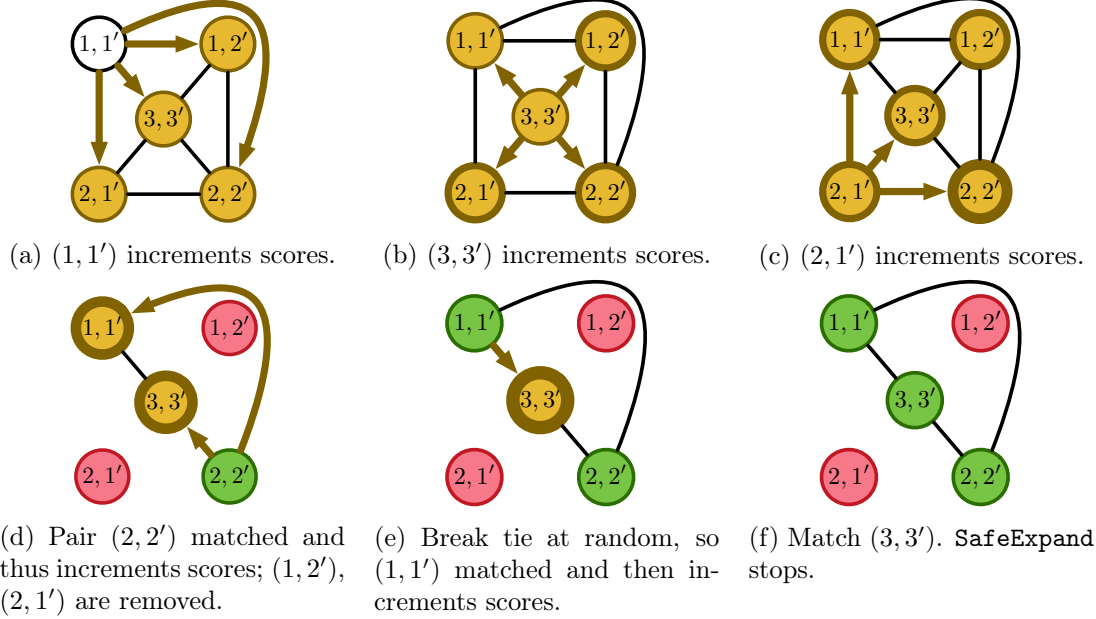 1, 1′
1, 2′
3, 3′
2, 1′
2, 2′
(a) (1, 1′) increments scores.
1, 1′
1, 2′
3, 3′
2, 1′
2, 2′
(b) (3, 3′) increments scores.
1, 1′
1, 2′
3, 3′
2, 1′
2, 2′
(c) (2, 1′) increments scores.
1, 1′
1, 2′
3, 3′
2, 1′
2, 2′
(d) Pair (2, 2′) matched and
thus increments scores; (1, 2′),
(2, 1′) are removed.
1, 1′
1, 2′
3, 3′
2, 1′
2, 2′
(e) Break tie at random, so
(1, 1′) matched and then in-
crements scores.
1, 1′
1, 2′
3, 3′
2, 1′
2, 2′
(f) Match (3, 3′). SafeExpand
stops.